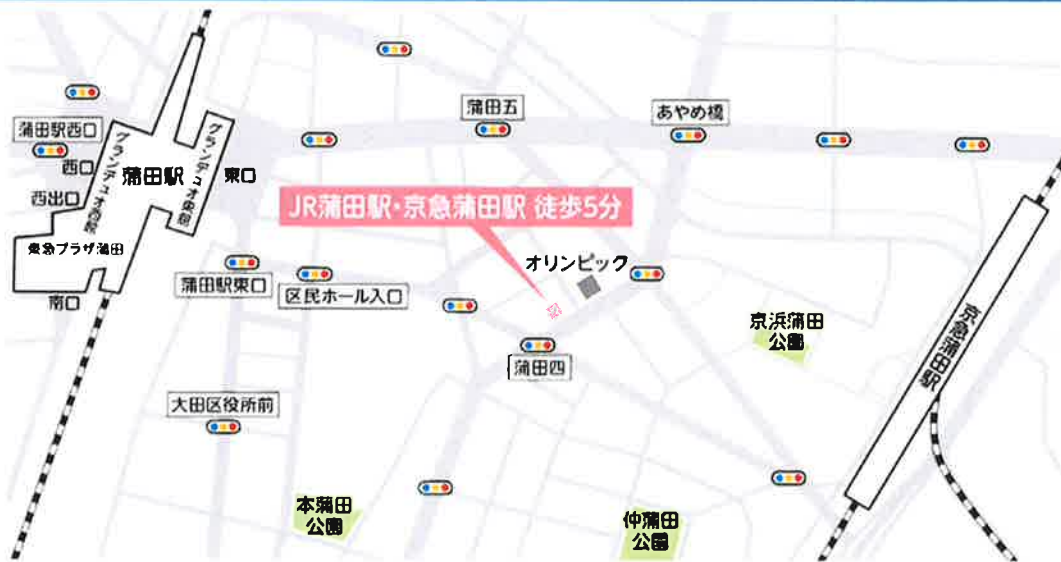 蒲田五
あやめ橋
蒲田駅西口
西口
蒲田駅
グランデュオ西館
グランデュオ東館
東口
西出口
JR蒲田駅・京急蒲田駅 徒歩5分
東急プラザ蒲田
オリンピック
蒲田駅東口
区民ホール入口
南口
京浜蒲田
公園
京急蒲田駅
蒲田四
大田区役所前
本蒲田
公園
仲蒲田
公園